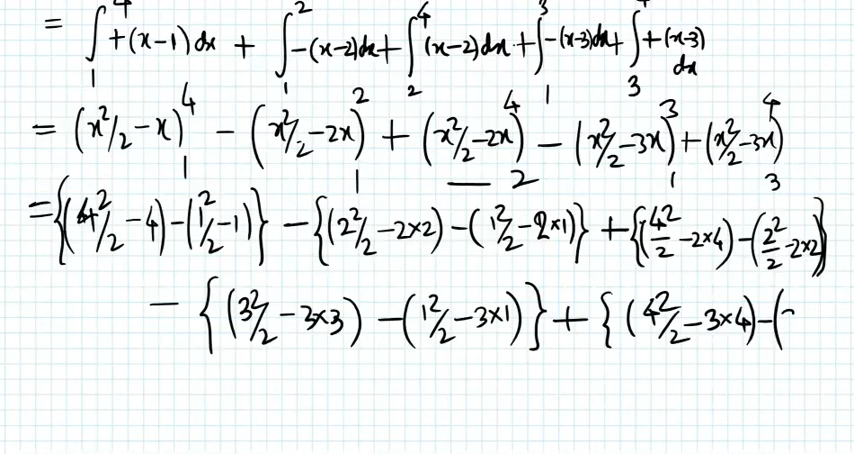 = ∫₁⁴ +(x-1)dx + ∫₁² -(x-2)dx + ∫₂⁴ (x-2)dx + ∫₁³ -(x-3)dx + ∫₃⁴ +(x-3)dx
= (x²/2 - x)₁⁴ - (x²/2 - 2x)₁² + (x²/2 - 2x)₂⁴ - (x²/2 - 3x)₁³ + (x²/2 - 3x)₃⁴
= {(4²/2 - 4) - (1²/2 - 1)} - {(2²/2 - 2×2) - (1²/2 - 2×1)} + {(4²/2 - 2×4) - (2²/2 - 2×2)}
- {(3²/2 - 3×3) - (1²/2 - 3×1)} + {(4²/2 - 3×4) - (